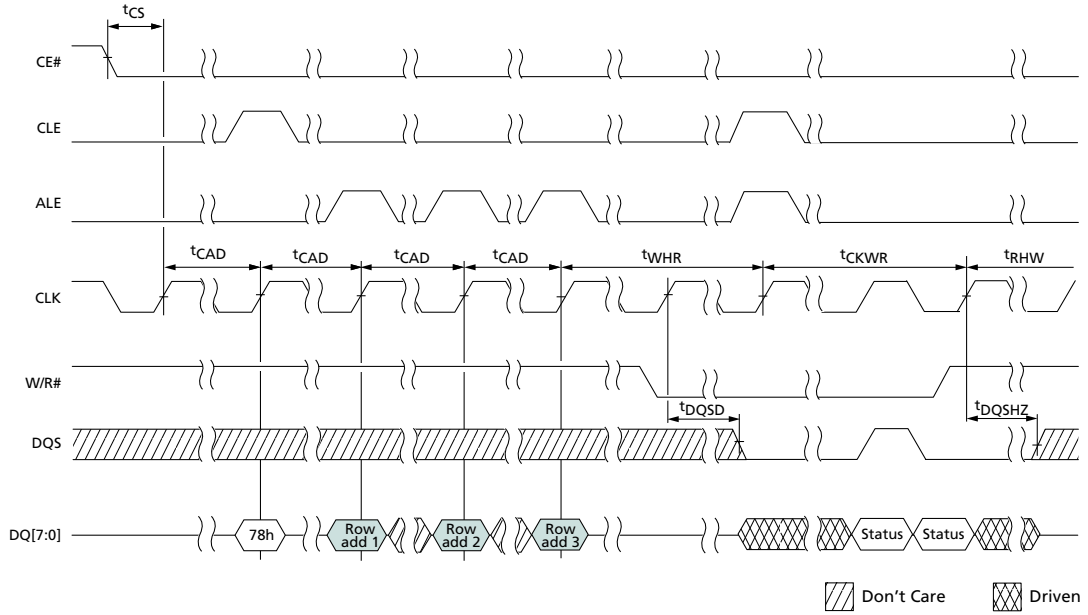 tCS
CE#
CLE
ALE
tCAD tCAD tCAD tCAD tWHR tCKWR tRHW
CLK
W/R#
tDQSD tDQSHZ
DQS
DQ[7:0] 78h Row add 1 Row add 2 Row add 3 Status Status
Don't Care Driven